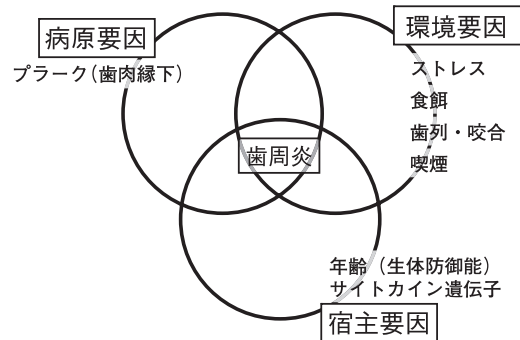 病原要因
プラーク(歯肉縁下)
環境要因
ストレス
食餌
歯列・咬合
喫煙
歯周炎
年齢(生体防御能)
サイトカイン遺伝子
宿主要因